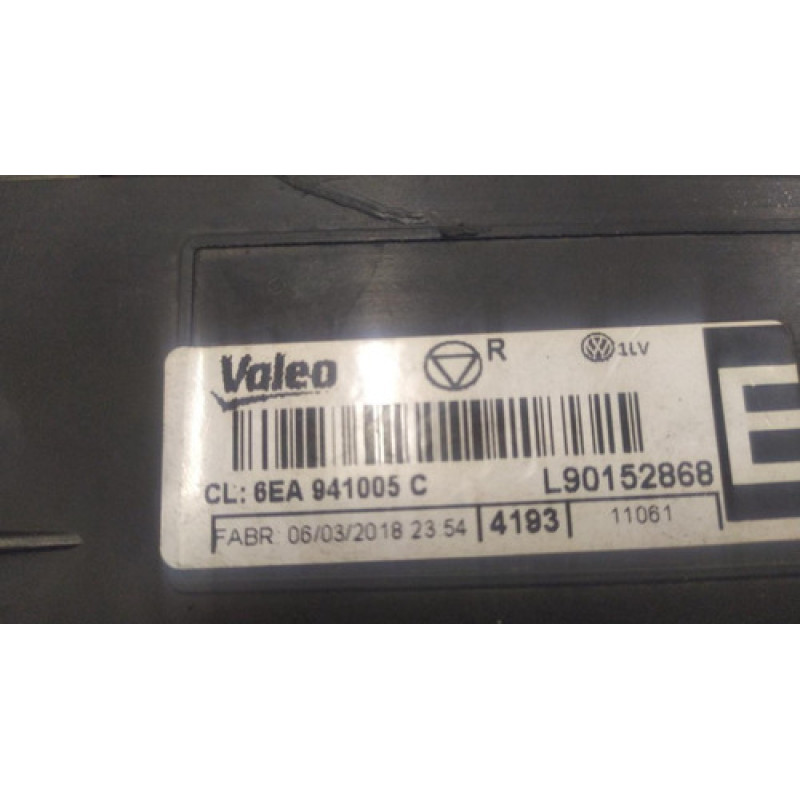 Valeo R 1LV
CL: 6EA 941005 C L90152868
FABR 06/03/2018 23 54 4193 11061
E